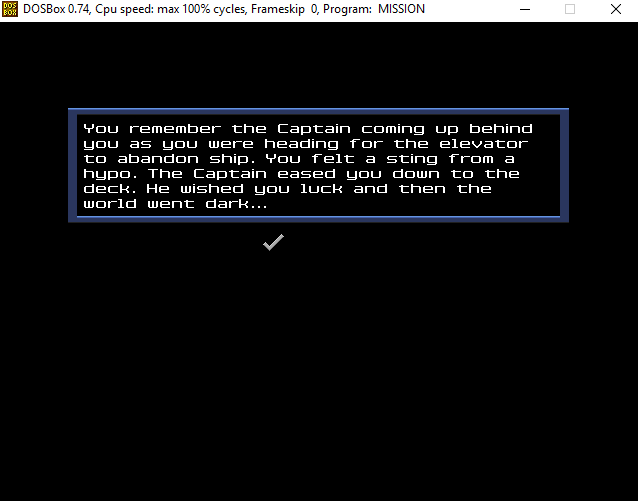 DOSBox 0.74, Cpu speed: max 100% cycles, Frameskip 0, Program: MISSION
You remember the Captain coming up behind
you as you were heading for the elevator
to abandon ship. You felt a sting from a
hypo. The Captain eased you down to the
deck. He wished you luck and then the
world went dark...